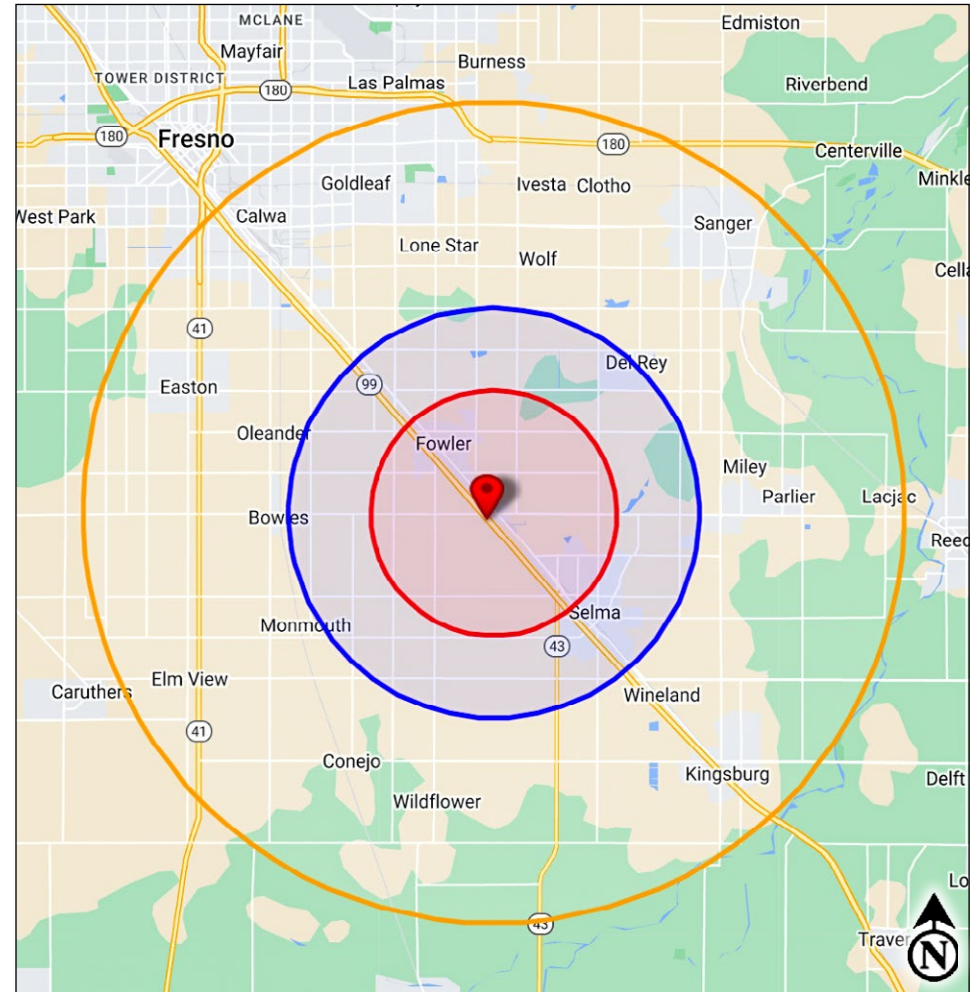 MCLANE
Edmiston
Mayfair
Burness
TOWER DISTRICT
Las Palmas
Riverbend
180
180
Fresno
180
Centerville
Goldleaf
Ivesta
Clotho
Minkle
West Park
Calwa
Sanger
Lone Star
Wolf
Cella
41
Del Rey
99
Easton
Oleander
Fowler
Miley
Parlier
Lacjac
Bowles
Reed
Selma
Monmouth
43
Elm View
Caruthers
Wineland
41
Conejo
Kingsburg
Delft
Wildflower
Lo
43
Traver
N